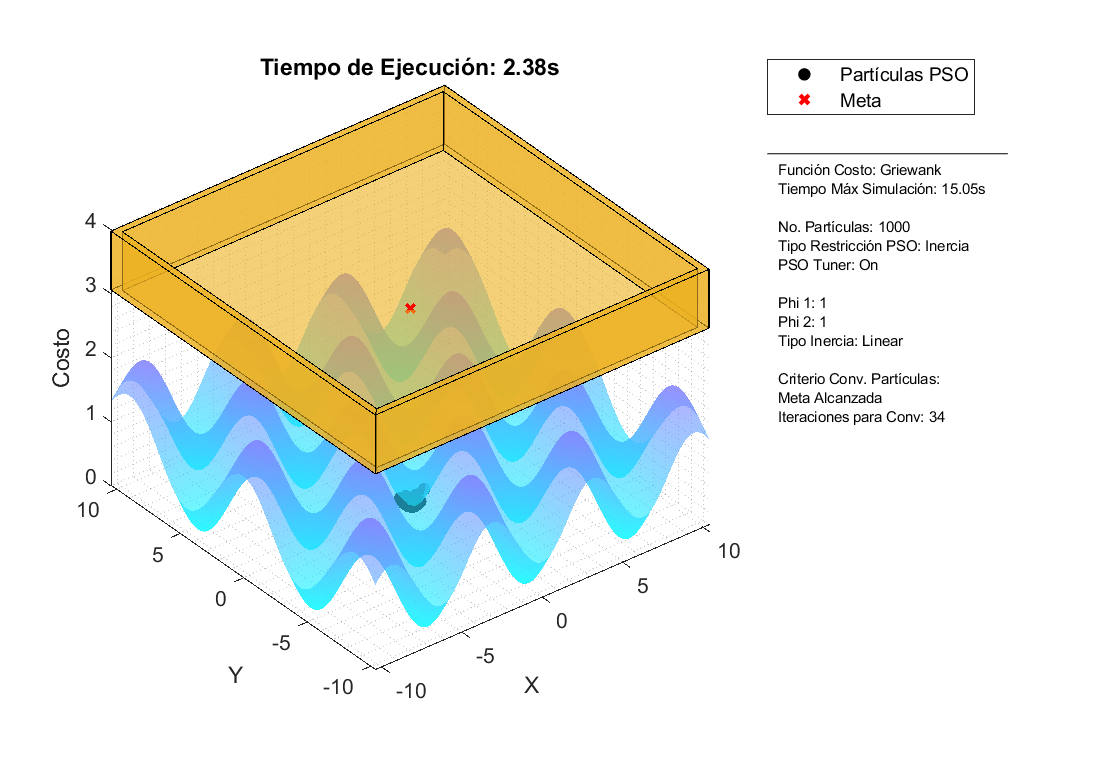 Tiempo de Ejecución: 2.38s
Partículas PSO
Meta
Función Costo: Griewank
Tiempo Máx Simulación: 15.05s
No. Partículas: 1000
Tipo Restricción PSO: Inercia
PSO Tuner: On
Phi 1: 1
Phi 2: 1
Tipo Inercia: Linear
Criterio Conv. Partículas:
Meta Alcanzada
Iteraciones para Conv: 34
Costo
4
3
2
1
0
10
5
0
-5
-10
Y
-10
-5
0
5
10
X